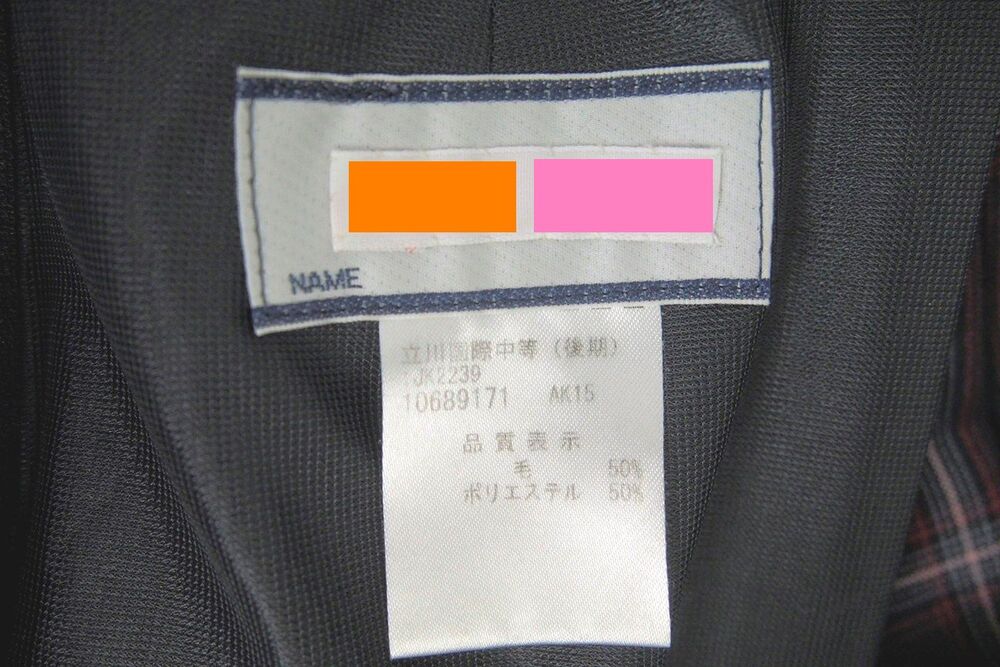 NAME
立川国際中等（後期）
JK2239
10689171 AK15
品質表示
毛 50%
ポリエステル 50%